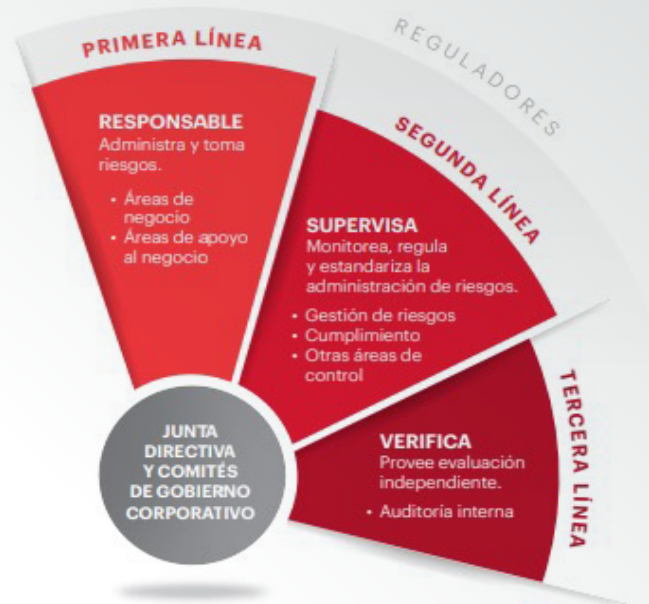 PRIMERA LÍNEA
REGULADORES
RESPONSABLE
Administra y toma
riesgos.
• Áreas de
negocio
• Áreas de apoyo
al negocio
SEGUNDA LÍNEA
SUPERVISA
Monitorea, regula
y estandariza la
administración de riesgos.
• Gestión de riesgos
• Cumplimiento
• Otras áreas de
control
TERCERA LÍNEA
VERIFICA
Provee evaluación
independiente.
• Auditoría interna
JUNTA
DIRECTIVA
Y COMITÉS
DE GOBIERNO
CORPORATIVO